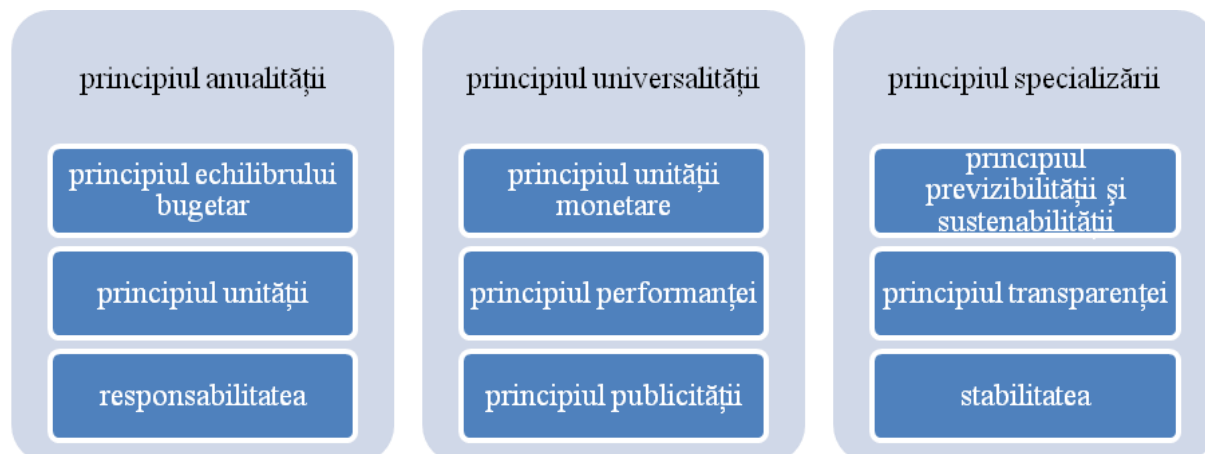 principiul anualității
principiul echilibrului
bugetar
principiul unității
responsabilitatea
principiul universalității
principiul unității
monetare
principiul performanței
principiul publicității
principiul specializării
principiul
previzibilității şi
sustenabilității
principiul transparenței
stabilitatea